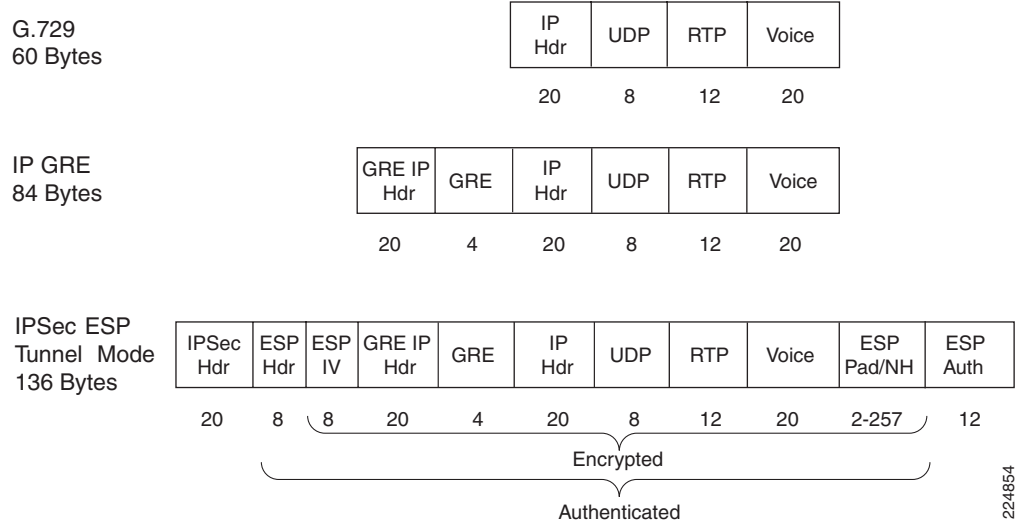 G.729
60 Bytes
IP Hdr
UDP
RTP
Voice
20
8
12
20
IP GRE
84 Bytes
GRE IP Hdr
GRE
IP Hdr
UDP
RTP
Voice
20
4
20
8
12
20
IPSec ESP
Tunnel Mode
136 Bytes
IPSec Hdr
ESP Hdr
ESP IV
GRE IP Hdr
GRE
IP Hdr
UDP
RTP
Voice
ESP Pad/NH
ESP Auth
20
8
8
20
4
20
8
12
20
2-257
12
Encrypted
Authenticated
224854